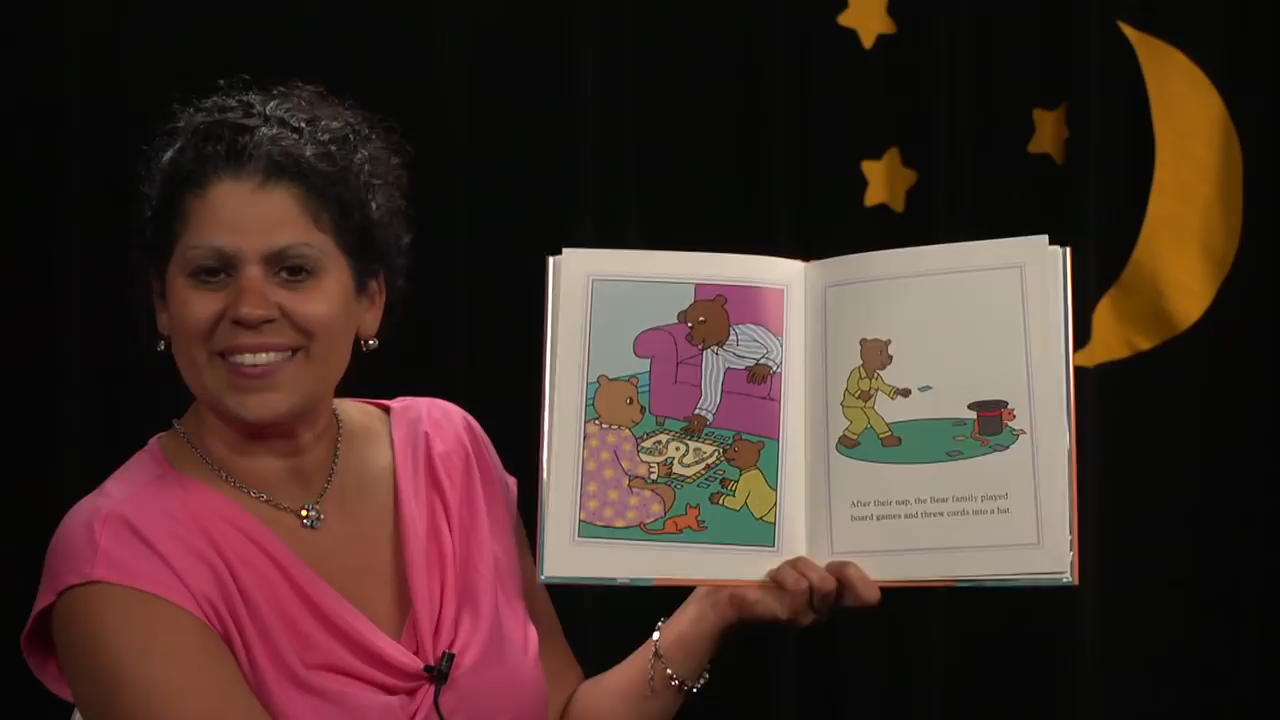 After their nap, the Bear family played
board games and threw cards into a hat.